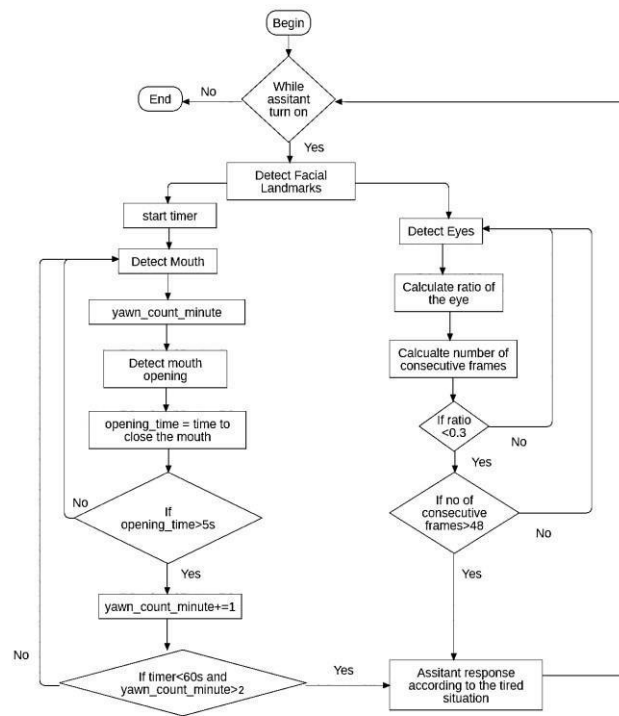 Begin
While
assitant
turn on
No
End
Yes
Detect Facial
Landmarks
start timer
Detect Mouth
yawn_count_minute
Detect mouth
opening
opening_time = time to
close the mouth
No
If
opening_time>5s
Yes
yawn_count_minute+=1
No
If timer<60s and
yawn_count_minute>2
Yes
Detect Eyes
Calculate ratio of
the eye
Calcualte number of
consecutive frames
If ratio
<0.3
No
Yes
If no of
consecutive
frames>48
No
Yes
Assitant response
according to the tired
situation